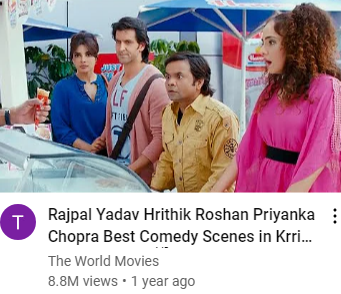 T
Rajpal Yadav Hrithik Roshan Priyanka
Chopra Best Comedy Scenes in Krri...
The World Movies
8.8M views • 1 year ago